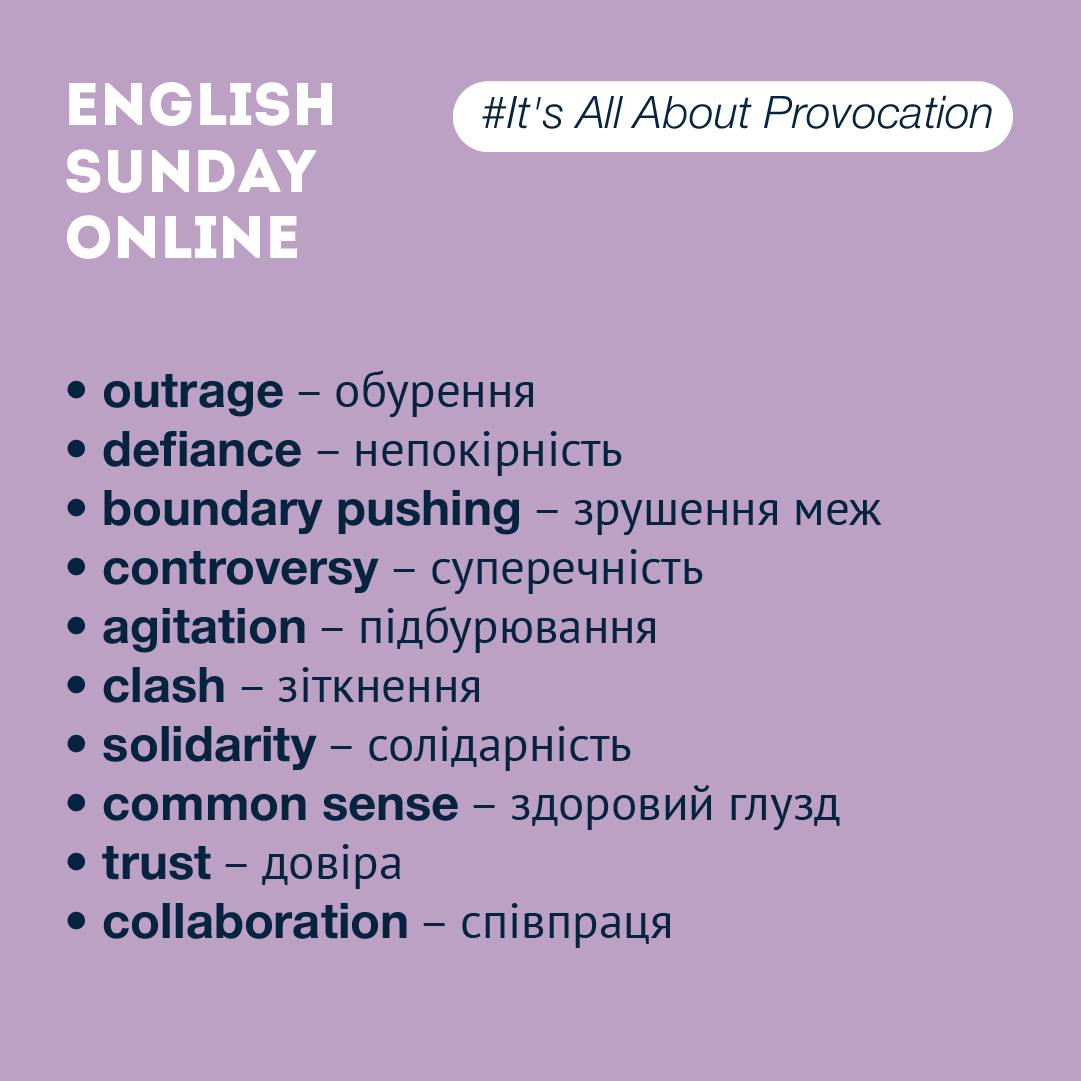 ENGLISH
SUNDAY
ONLINE
#It's All About Provocation
• outrage – обурення
• defiance – непокірність
• boundary pushing – зрушення меж
• controversy – суперечність
• agitation – підбурювання
• clash – зіткнення
• solidarity – солідарність
• common sense – здоровий глузд
• trust – довіра
• collaboration – співпраця